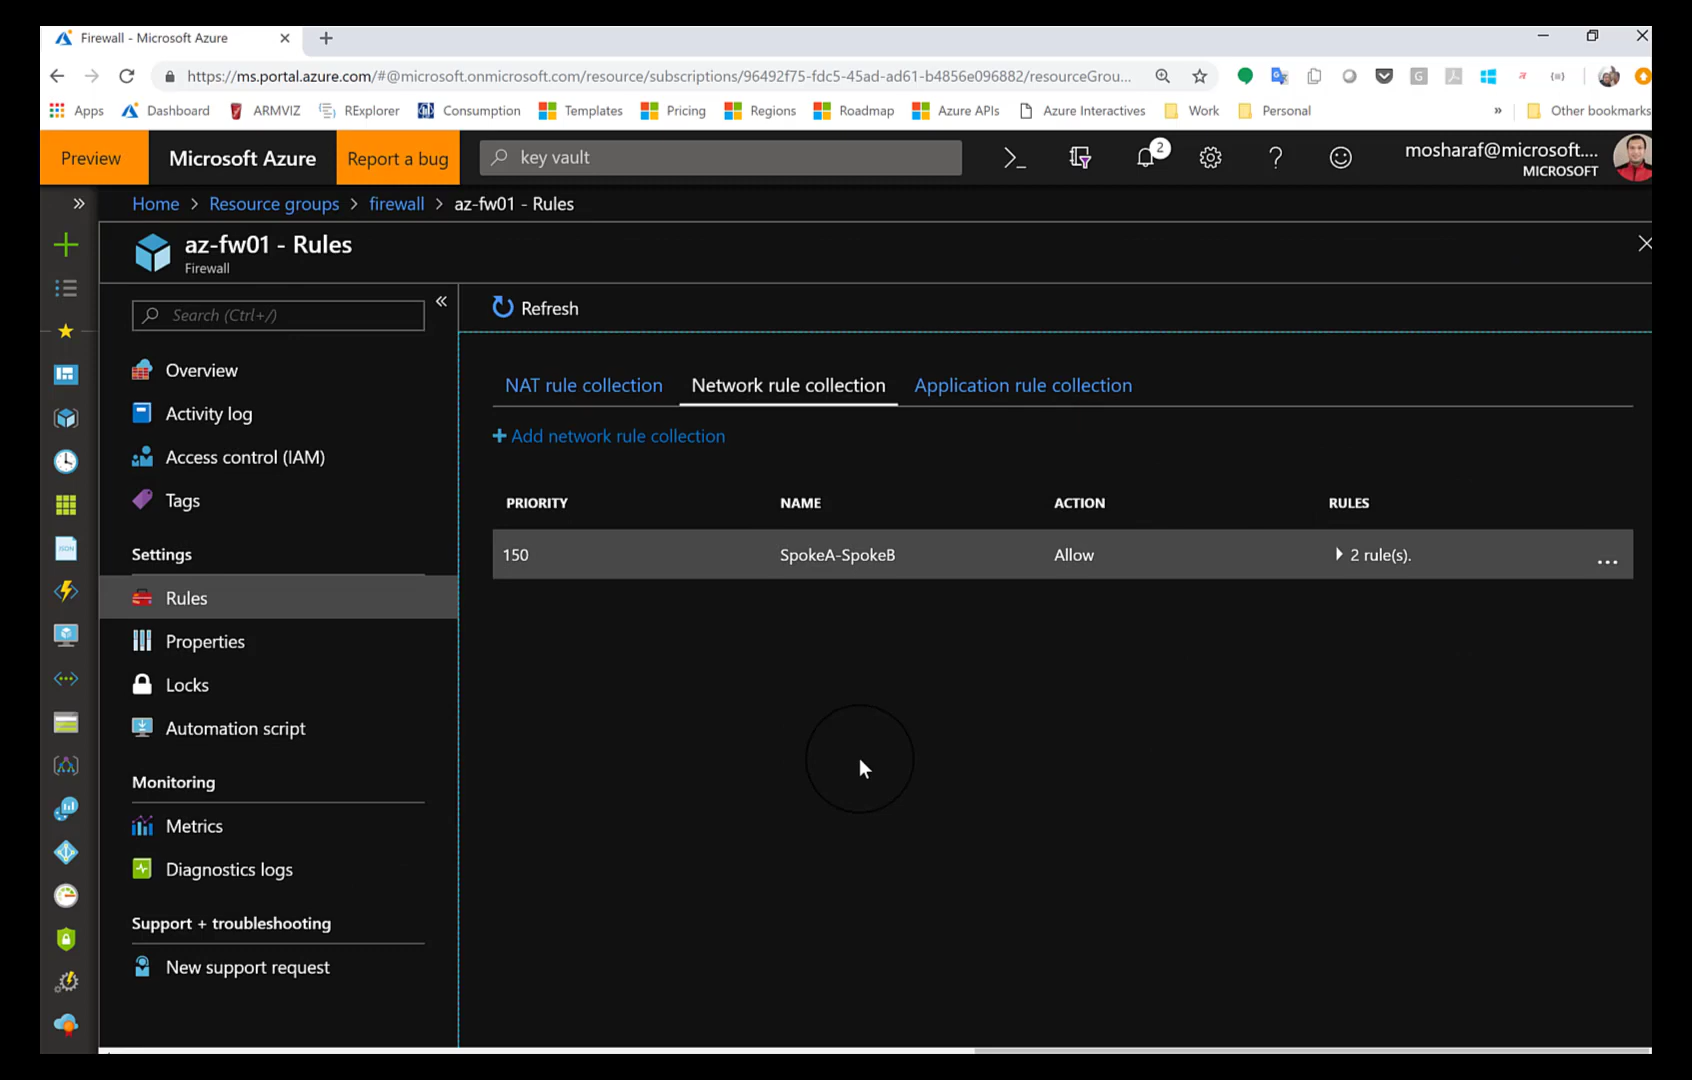 Firewall - Microsoft Azure
https://ms.portal.azure.com/#@microsoft.onmicrosoft.com/resource/subscriptions/96492f75-fdc5-45ad-ad61-b4856e096882/resourceGrou...
Apps Dashboard ARMVIZ RExplorer Consumption Templates Pricing Regions Roadmap Azure APIs Azure Interactives Work Personal » Other bookmarks
Preview Microsoft Azure Report a bug key vault 2 mosharaf@microsoft....
MICROSOFT
Home > Resource groups > firewall > az-fw01 - Rules
az-fw01 - Rules
Firewall
Search (Ctrl+/)
Refresh
Overview
Activity log
Access control (IAM)
Tags
Settings
Rules
Properties
Locks
Automation script
Monitoring
Metrics
Diagnostics logs
Support + troubleshooting
New support request
NAT rule collection Network rule collection Application rule collection
+ Add network rule collection
PRIORITY NAME ACTION RULES
150 SpokeA-SpokeB Allow 2 rule(s). ...